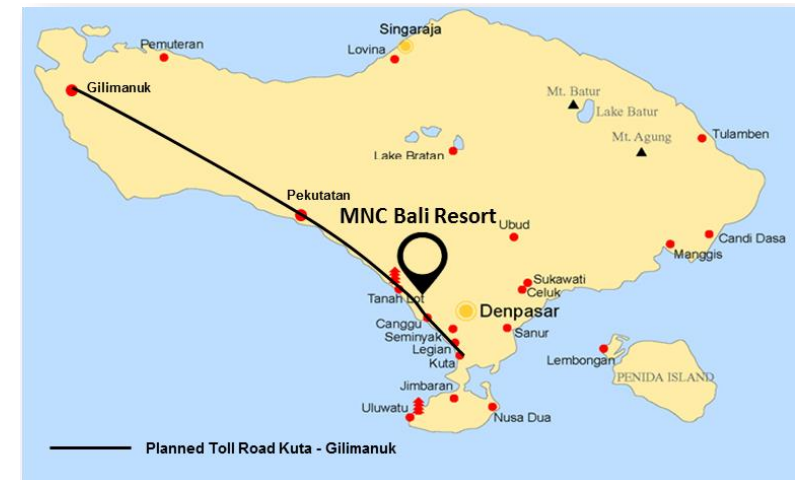 Singaraja
Pemuteran
Lovina
Gilimanuk
Mt. Batur
Lake Batur
Mt. Agung
Tulamben
Lake Bratan
Pekutatan
MNC Bali Resort
Ubud
Candi Dasa
Manggis
Sukawati
Celuk
Tanah Lot
Denpasar
Canggu
Seminyak
Sanur
Legian
Kuta
Lembongan
PENIDA ISLAND
Jimbaran
Uluwatu
Nusa Dua
Planned Toll Road Kuta - Gilimanuk